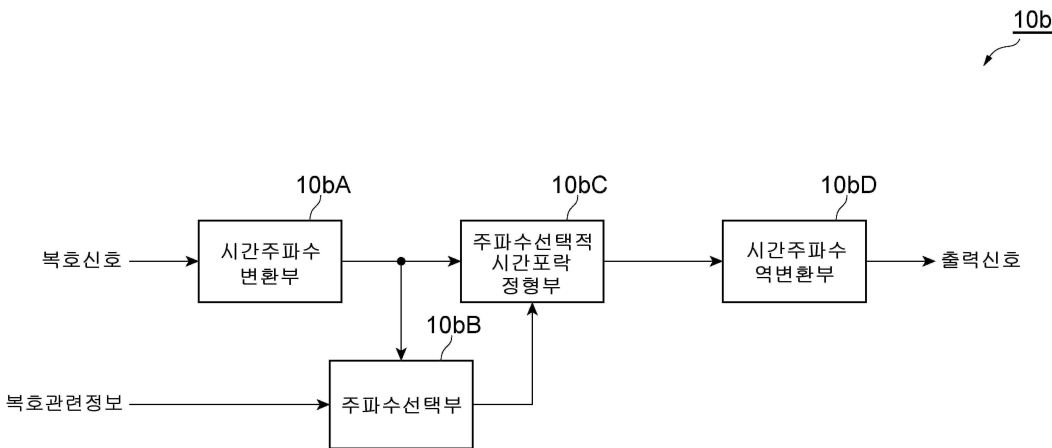 10b
10bA
10bC
10bD
복호신호
시간주파수
변환부
주파수선택적
시간포락
정형부
시간주파수
역변환부
출력신호
10bB
복호관련정보
주파수선택부